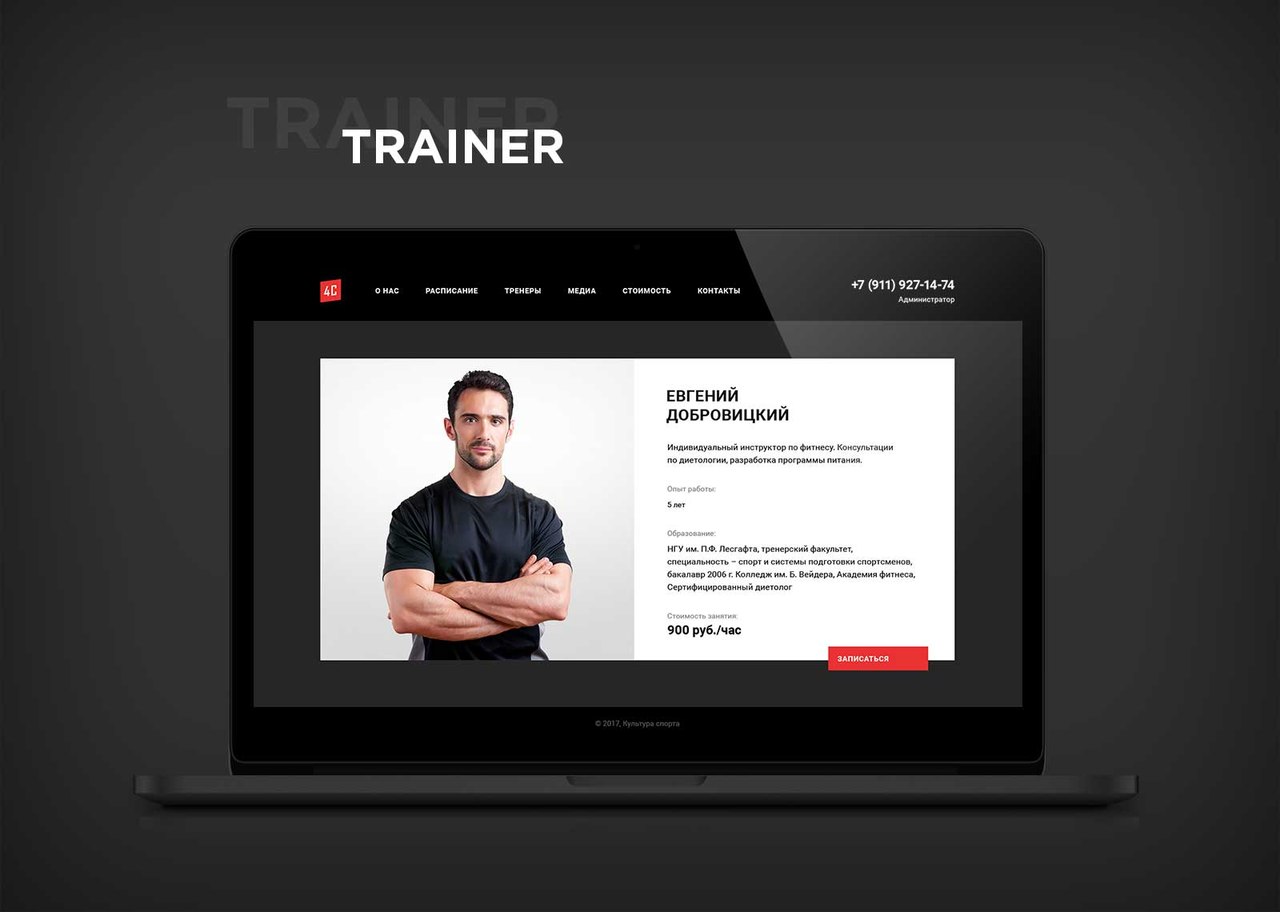 TRAINER
TRAINER
4C
О НАС
РАСПИСАНИЕ
ТРЕНЕРЫ
МЕДИА
СТОИМОСТЬ
КОНТАКТЫ
+7 (911) 927-14-74
Администратор
ЕВГЕНИЙ
ДОБРОВИЦКИЙ
Индивидуальный инструктор по фитнесу. Консультации
по диетологии, разработка программы питания.
Опыт работы:
5 лет
Образование:
НГУ им. П.Ф. Лесгафта, тренерский факультет,
специальность – спорт и системы подготовки спортсменов,
бакалавр 2006 г. Колледж им. Б. Вейдера, Академия фитнеса,
Сертифицированный диетолог
Стоимость занятия:
900 руб./час
ЗАПИСАТЬСЯ
© 2017, Культура спорта